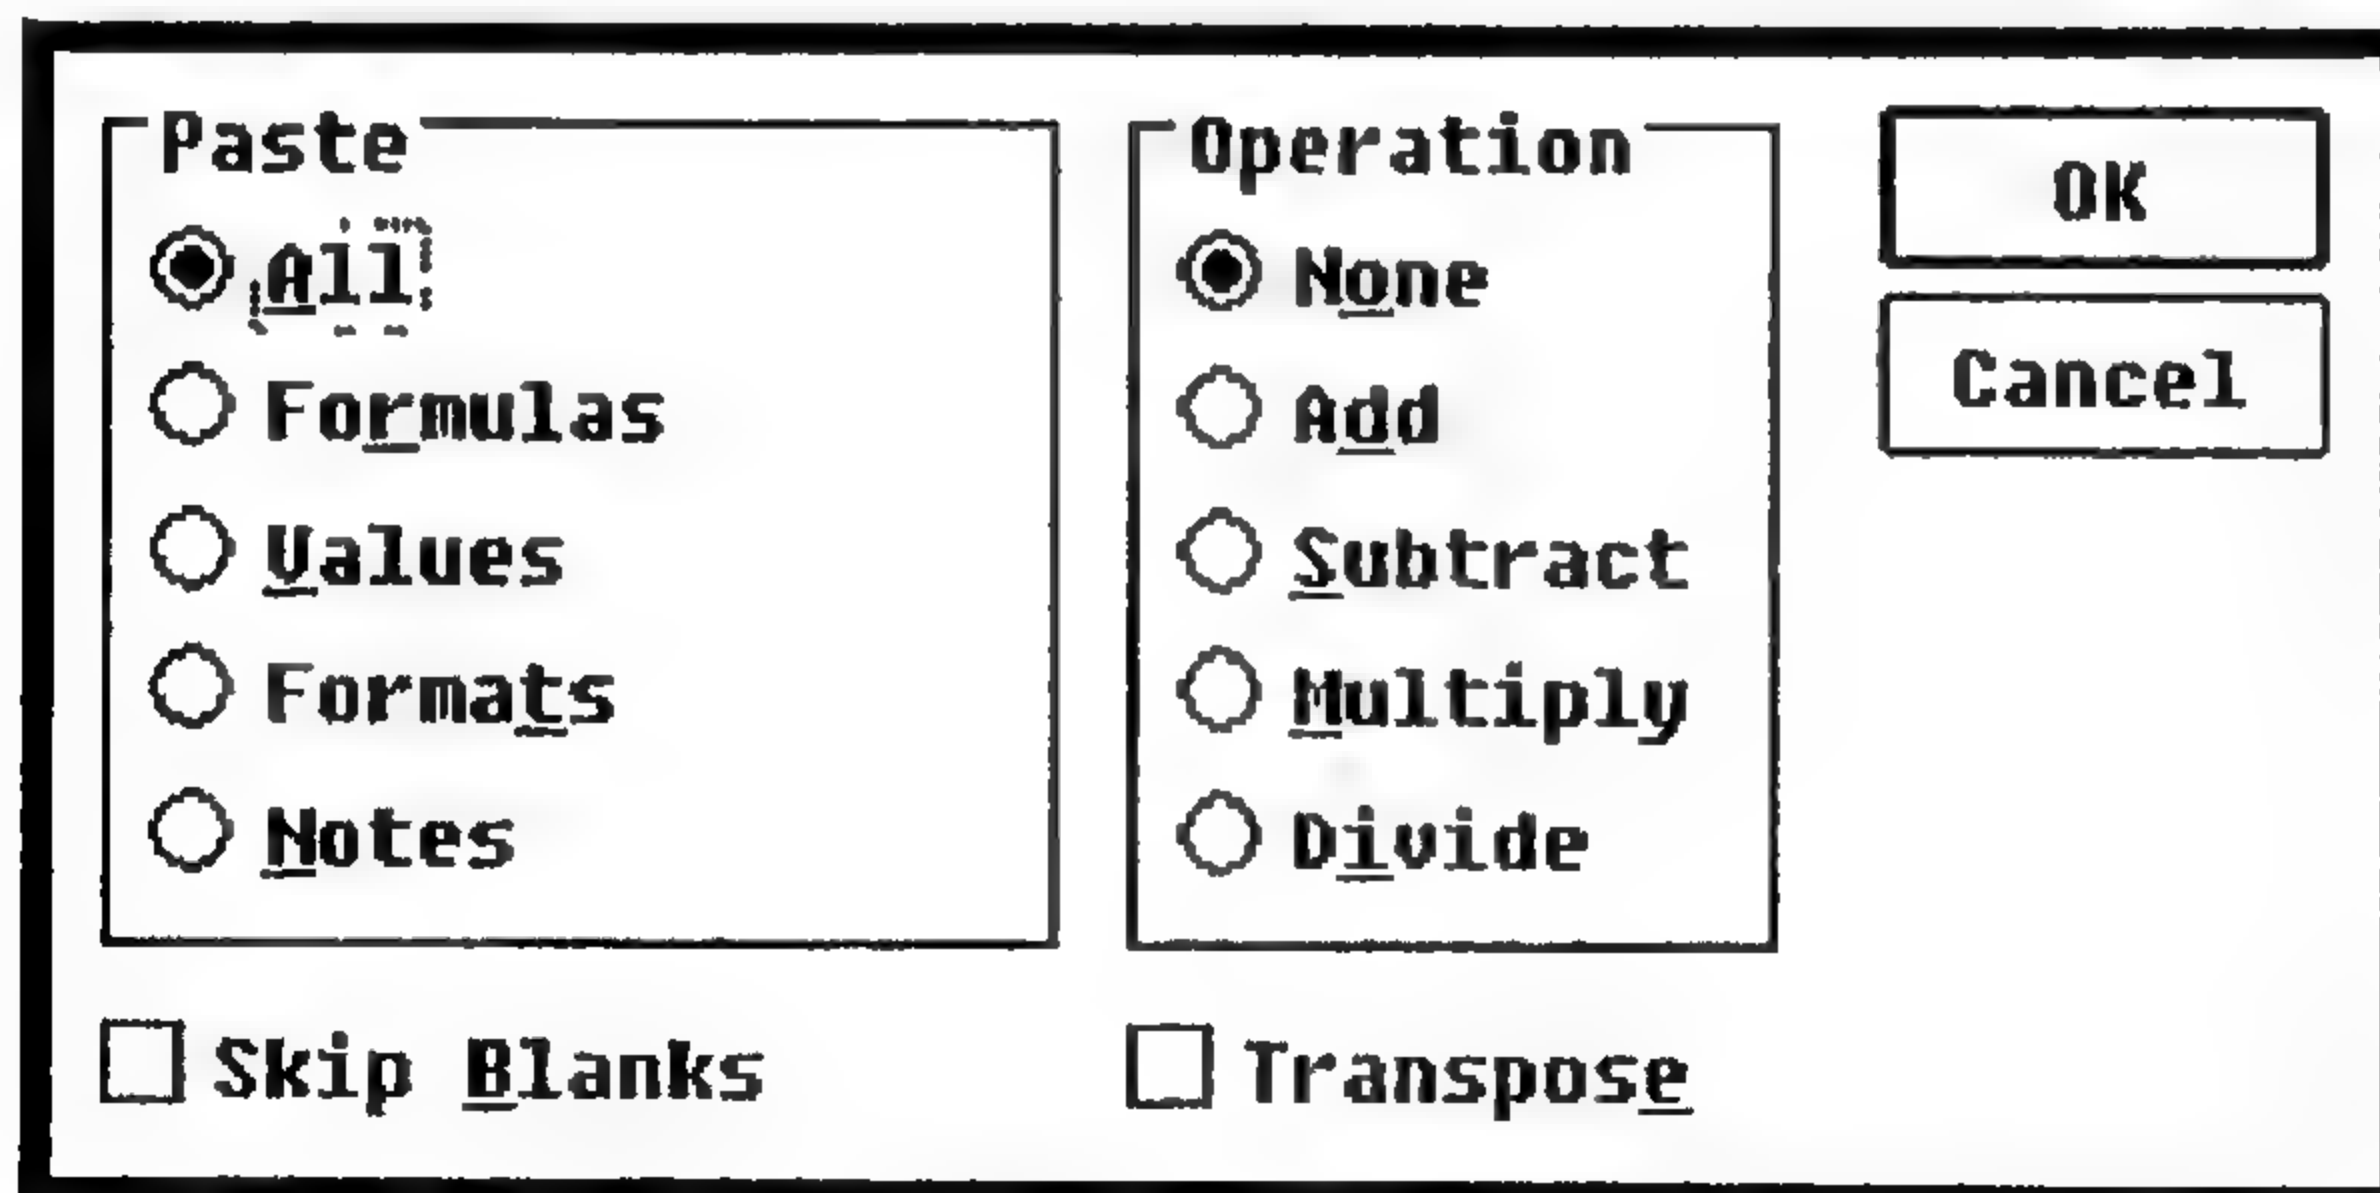 Paste
All
Formulas
Values
Formats
Notes
Operation
None
Add
Subtract
Multiply
Divide
OK
Cancel
Skip Blanks
Transpose